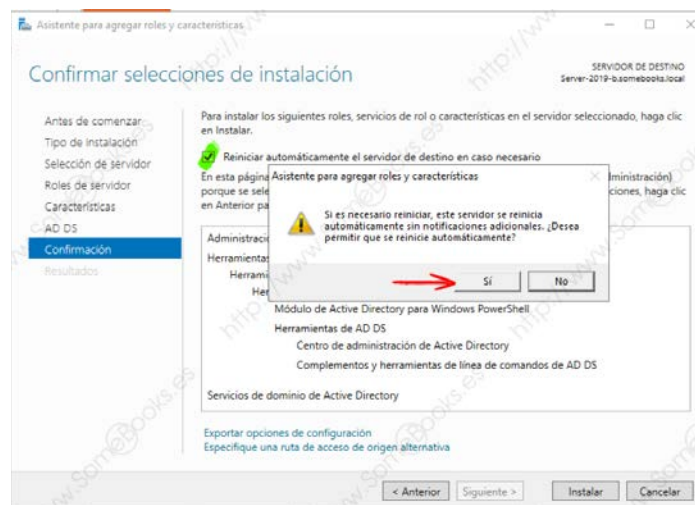 Asistente para agregar roles y características
Confirmar selecciones de instalación
SERVIDOR DE DESTINO
Server-2019-b.somebooks.local
Antes de comenzar
Tipo de instalación
Selección de servidor
Roles de servidor
Características
AD DS
Confirmación
Resultados
Para instalar los siguientes roles, servicios de rol o características en el servidor seleccionado, haga clic
en Instalar.
Reiniciar automáticamente el servidor de destino en caso necesario
En esta página
porque se sele
ciones, haga clic
en Anterior pa
Asistente para agregar roles y características
Si es necesario reiniciar, este servidor se reinicia
automáticamente sin notificaciones adicionales. ¿Desea
permitir que se reinicie automáticamente?
Sí
No
Herramientas
Módulo de Active Directory para Windows PowerShell
Herramientas de AD DS
Centro de administración de Active Directory
Complementos y herramientas de línea de comandos de AD DS
Servicios de dominio de Active Directory
Exportar opciones de configuración
Especifique una ruta de acceso de origen alternativa
< Anterior
Siguiente >
Instalar
Cancelar